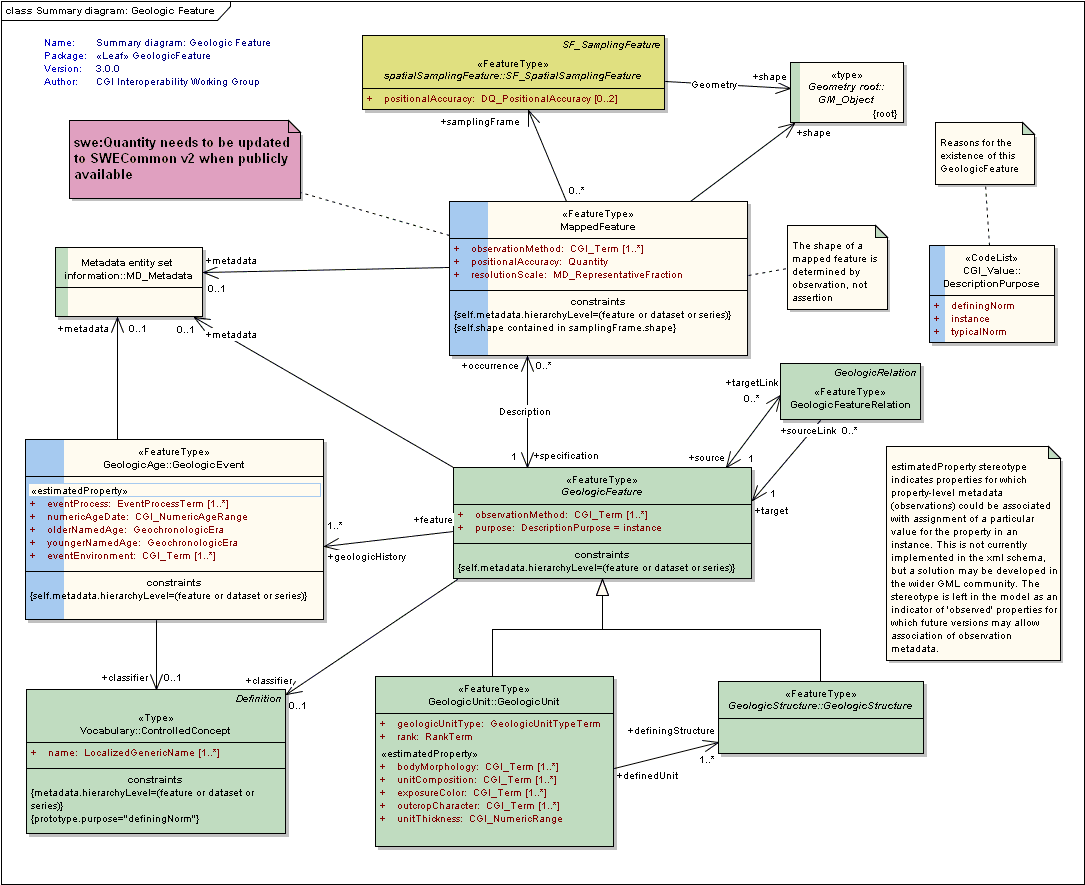 class Summary diagram: Geologic Feature
Name: Summary diagram: Geologic Feature
Package: «Leaf» GeologicFeature
Version: 3.0.0
Author: CGI Interoperability Working Group
SF_SamplingFeature
«FeatureType»
spatialSamplingFeature::SF_SpatialSamplingFeature
+ positionalAccuracy: DQ_PositionalAccuracy [0..2]
Geometry
+shape
«type»
Geometry root::
GM_Object
{root}
+samplingFrame
+shape
0..*
swe:Quantity needs to be updated
to SWECommon v2 when publicly
available
Reasons for the
existence of this
GeologicFeature
«FeatureType»
MappedFeature
+ observationMethod: CGI_Term [1..*]
+ positionalAccuracy: Quantity
+ resolutionScale: MD_RepresentativeFraction
constraints
{self.metadata.hierarchyLevel=(feature or dataset or series)}
{self.shape contained in samplingFrame.shape}
The shape of a
mapped feature is
determined by
observation, not
assertion
«CodeList»
CGI_Value::
DescriptionPurpose
+ definingNorm
+ instance
+ typicalNorm
Metadata entity set
information::MD_Metadata
+metadata
0..1
+metadata
0..1
0..1
+metadata
+occurrence
0..*
Description
1
+specification
GeologicRelation
«FeatureType»
GeologicFeatureRelation
+targetLink
0..*
+sourceLink 0..*
+source
1
1
+target
«FeatureType»
GeologicAge::GeologicEvent
«estimatedProperty»
+ eventProcess: EventProcessTerm [1..*]
+ numericAgeDate: CGI_NumericAgeRange
+ olderNamedAge: GeochronologicEra
+ youngerNamedAge: GeochronologicEra
+ eventEnvironment: CGI_Term [1..*]
constraints
{self.metadata.hierarchyLevel=(feature or dataset or series)}
«FeatureType»
GeologicFeature
+ observationMethod: CGI_Term [1..*]
+ purpose: DescriptionPurpose = instance
constraints
{self.metadata.hierarchyLevel=(feature or dataset or series)}
+feature
1..*
+geologicHistory
estimatedProperty stereotype
indicates properties for which
property-level metadata
(observations) could be associated
with assignment of a particular
value for the property in an
instance. This is not currently
implemented in the xml schema,
but a solution may be developed in
the wider GML community. The
stereotype is left in the model as an
indicator of 'observed' properties for
which future versions may allow
association of observation
metadata.
+classifier
0..1
+classifier
0..1
Definition
«Type»
Vocabulary::ControlledConcept
+ name: LocalizedGenericName [1..*]
constraints
{metadata.hierarchyLevel=(feature or dataset or
series)}
{prototype.purpose="definingNorm"}
«FeatureType»
GeologicUnit::GeologicUnit
+ geologicUnitType: GeologicUnitTypeTerm
+ rank: RankTerm
«estimatedProperty»
+ bodyMorphology: CGI_Term [1..*]
+ unitComposition: CGI_Term [1..*]
+ exposureColor: CGI_Term [1..*]
+ outcropCharacter: CGI_Term [1..*]
+ unitThickness: CGI_NumericRange
+definingStructure
1..*
+definedUnit
«FeatureType»
GeologicStructure::GeologicStructure